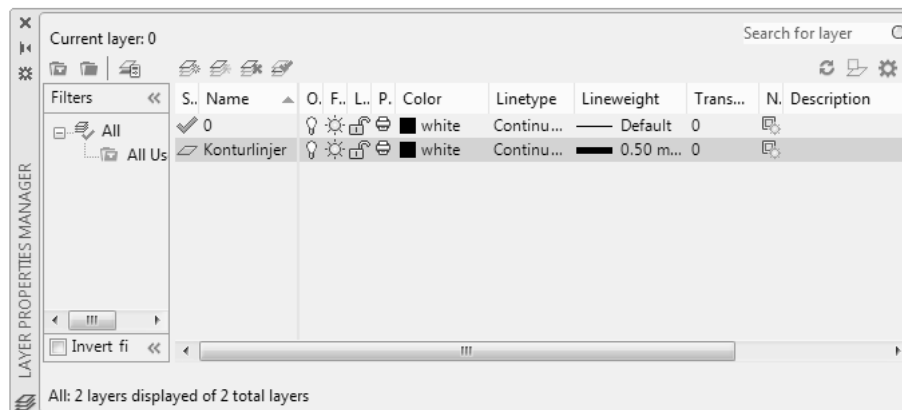 Current layer: 0
Search for layer
Filters
S.. Name O. F.. L.. P. Color Linetype Lineweight Trans... N. Description
All
0 white Continu... Default 0
All Us
Konturlinjer white Continu... 0.50 m... 0
Invert fi
All: 2 layers displayed of 2 total layers
LAYER PROPERTIES MANAGER